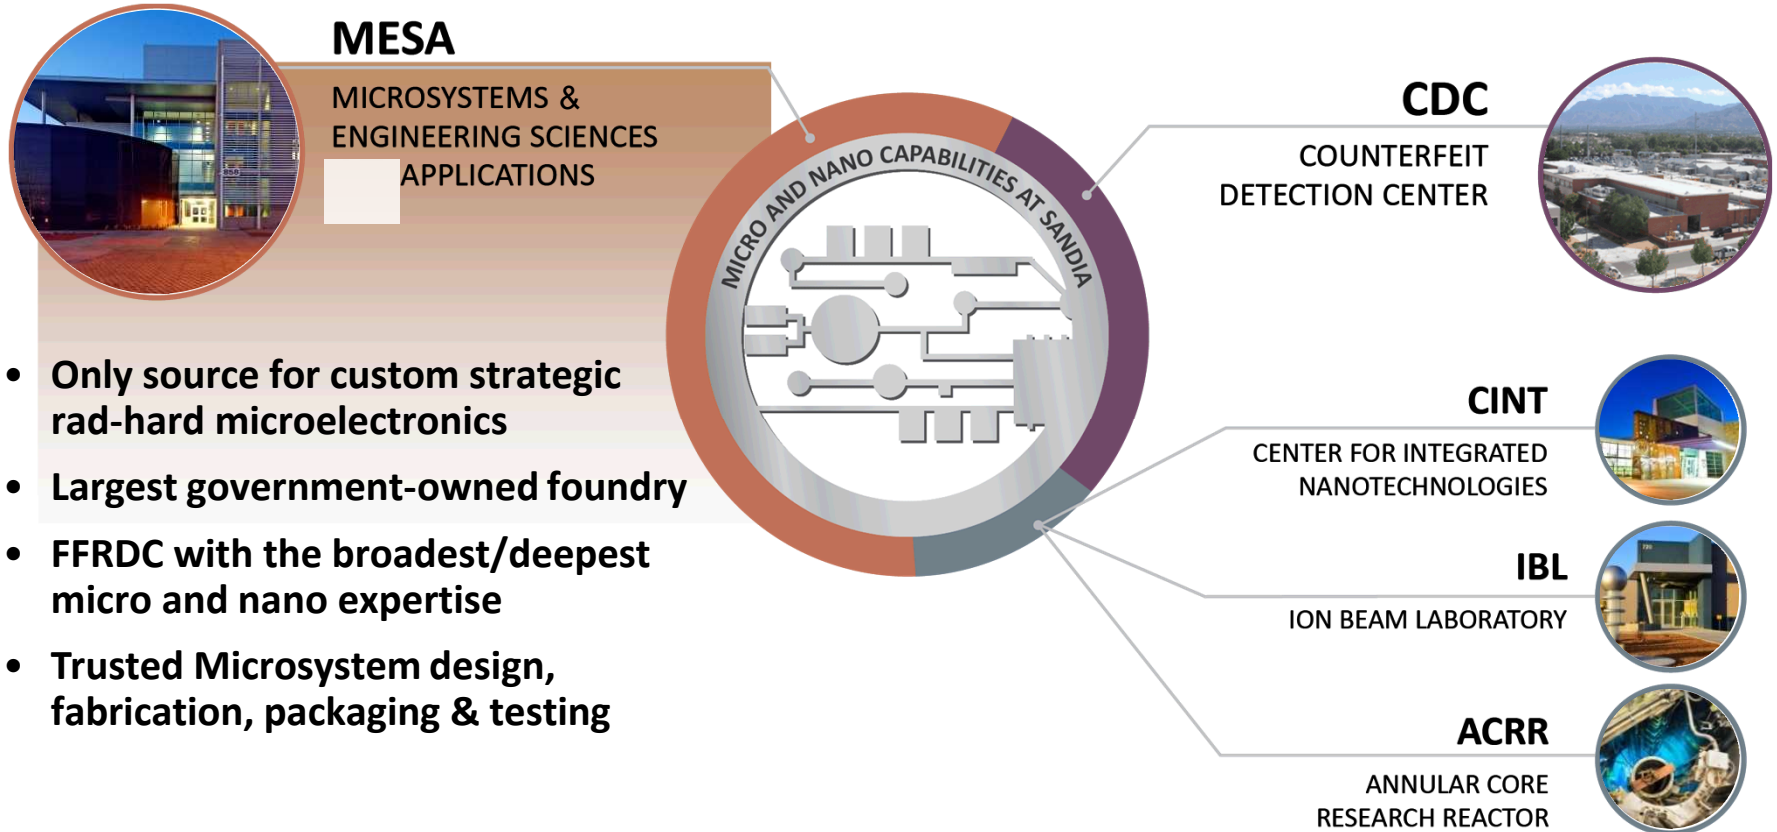 MESA
MICROSYSTEMS &
ENGINEERING SCIENCES
APPLICATIONS
858
• Only source for custom strategic
rad-hard microelectronics
• Largest government-owned foundry
• FFRDC with the broadest/deepest
micro and nano expertise
• Trusted Microsystem design,
fabrication, packaging & testing
MICRO AND NANO CAPABILITIES AT SANDIA
CDC
COUNTERFEIT
DETECTION CENTER
CINT
CENTER FOR INTEGRATED
NANOTECHNOLOGIES
IBL
ION BEAM LABORATORY
720
ACRR
ANNULAR CORE
RESEARCH REACTOR